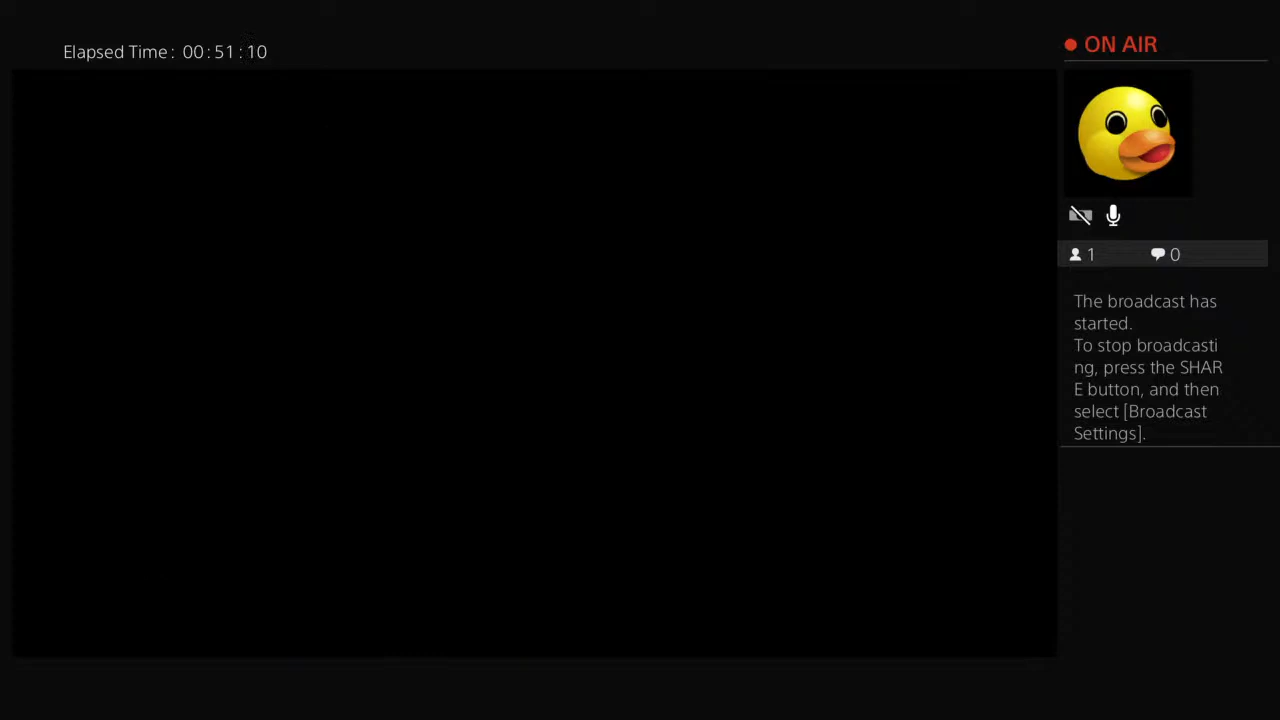 Elapsed Time: 00:51:10
ON AIR
1 0
The broadcast has
started.
To stop broadcasti
ng, press the SHAR
E button, and then
select [Broadcast
Settings].